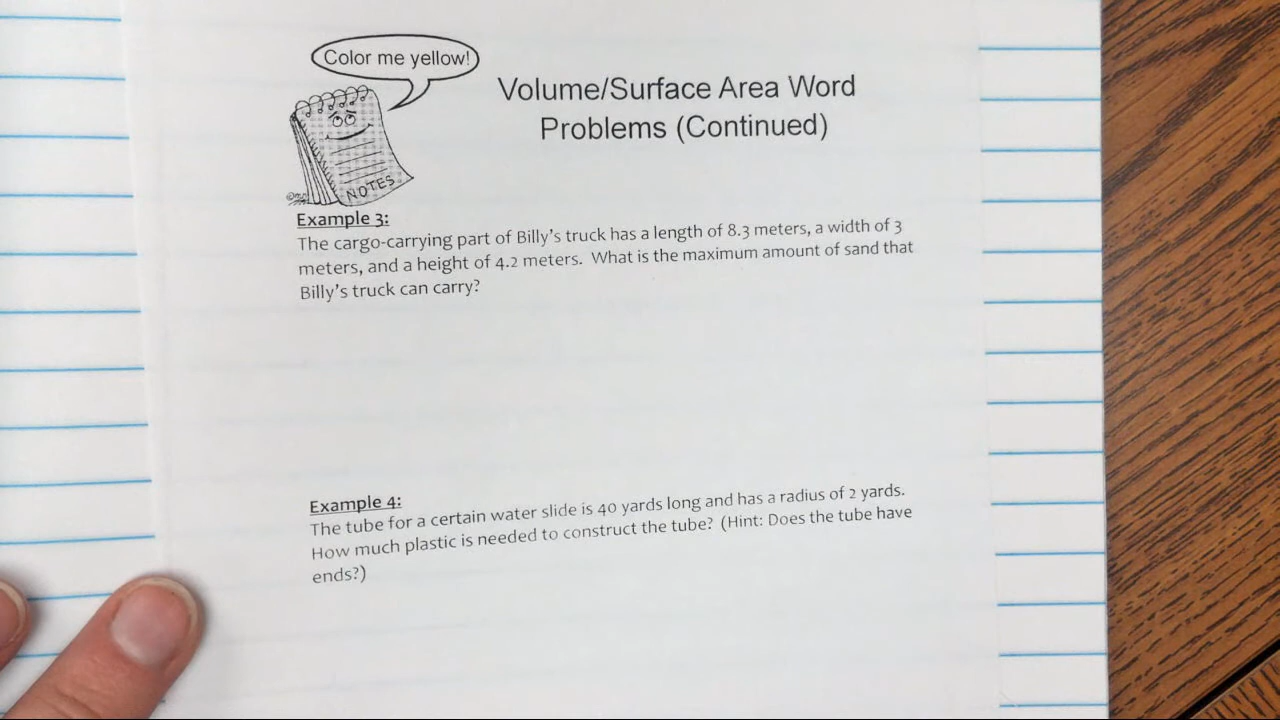 Color me yellow!
Volume/Surface Area Word
Problems (Continued)
NOTES
Example 3:
The cargo-carrying part of Billy's truck has a length of 8.3 meters, a width of 3
meters, and a height of 4.2 meters. What is the maximum amount of sand that
Billy's truck can carry?
Example 4:
The tube for a certain water slide is 40 yards long and has a radius of 2 yards.
How much plastic is needed to construct the tube? (Hint: Does the tube have
ends?)